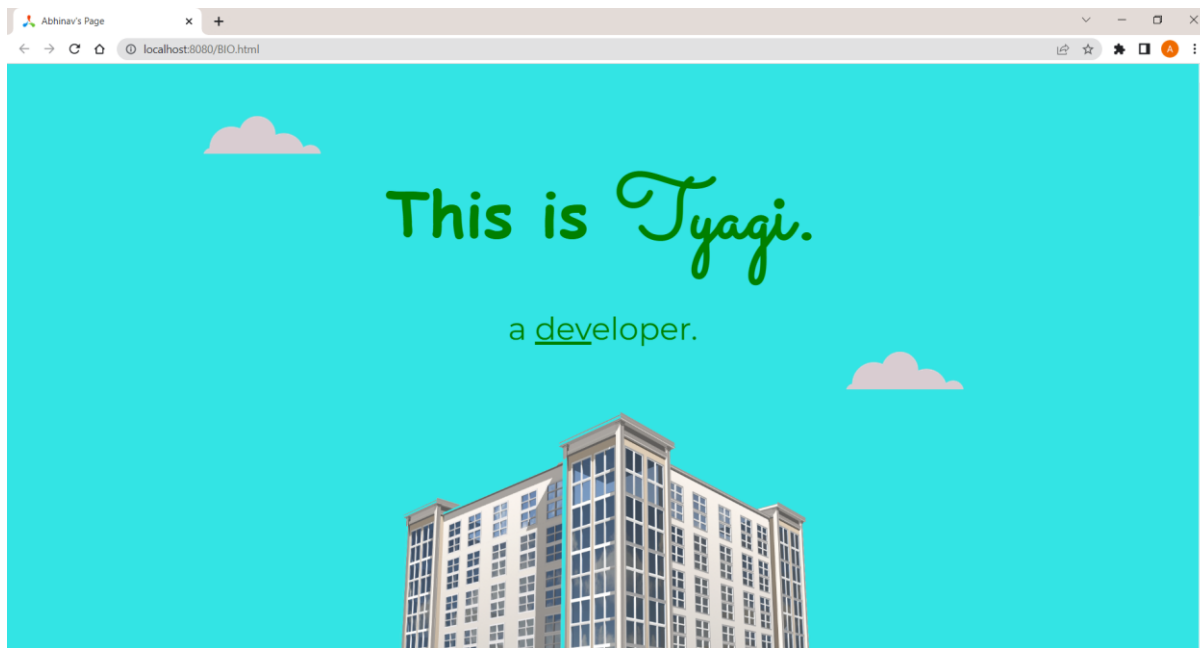 Abhinav's Page
localhost:8080/BIO.html
A
This is Tyagi.
a developer.